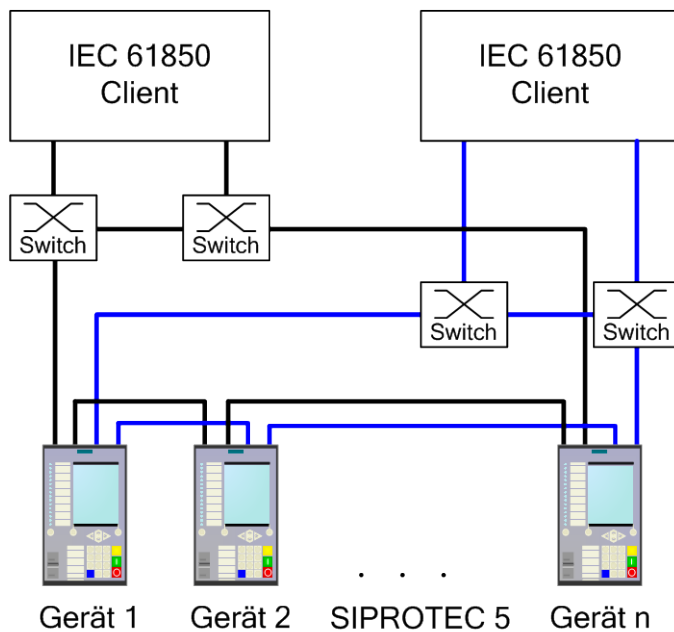 IEC 61850
Client
IEC 61850
Client
Switch
Switch
Switch
Switch
. . .
Gerät 1
Gerät 2
SIPROTEC 5
Gerät n